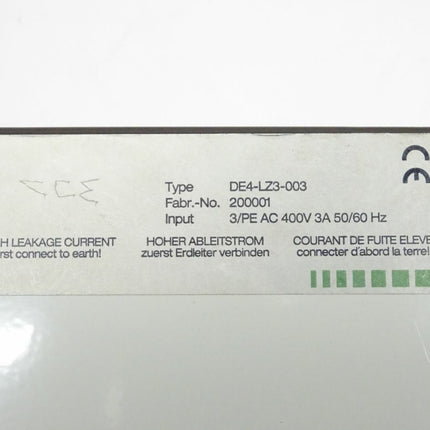 Type DE4-LZ3-003
Fabr.-No. 200001
Input 3/PE AC 400V 3A 50/60 Hz
CE
H LEAKAGE CURRENT HOHER ABLEITSTROM COURANT DE FUITE ELEVE
rst connect to earth! zuerst Erdleiter verbinden connecter d'abord la terre!